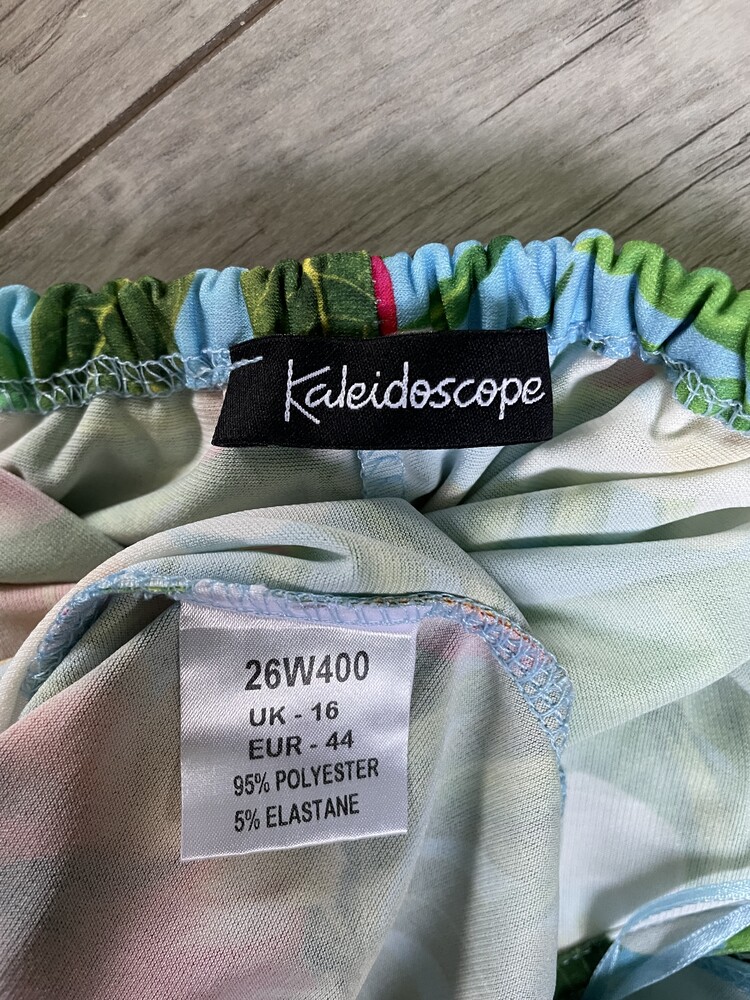 Kaleidoscope
26W400
UK - 16
EUR - 44
95% POLYESTER
5% ELASTANE